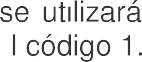 se utilizará
l código 1.